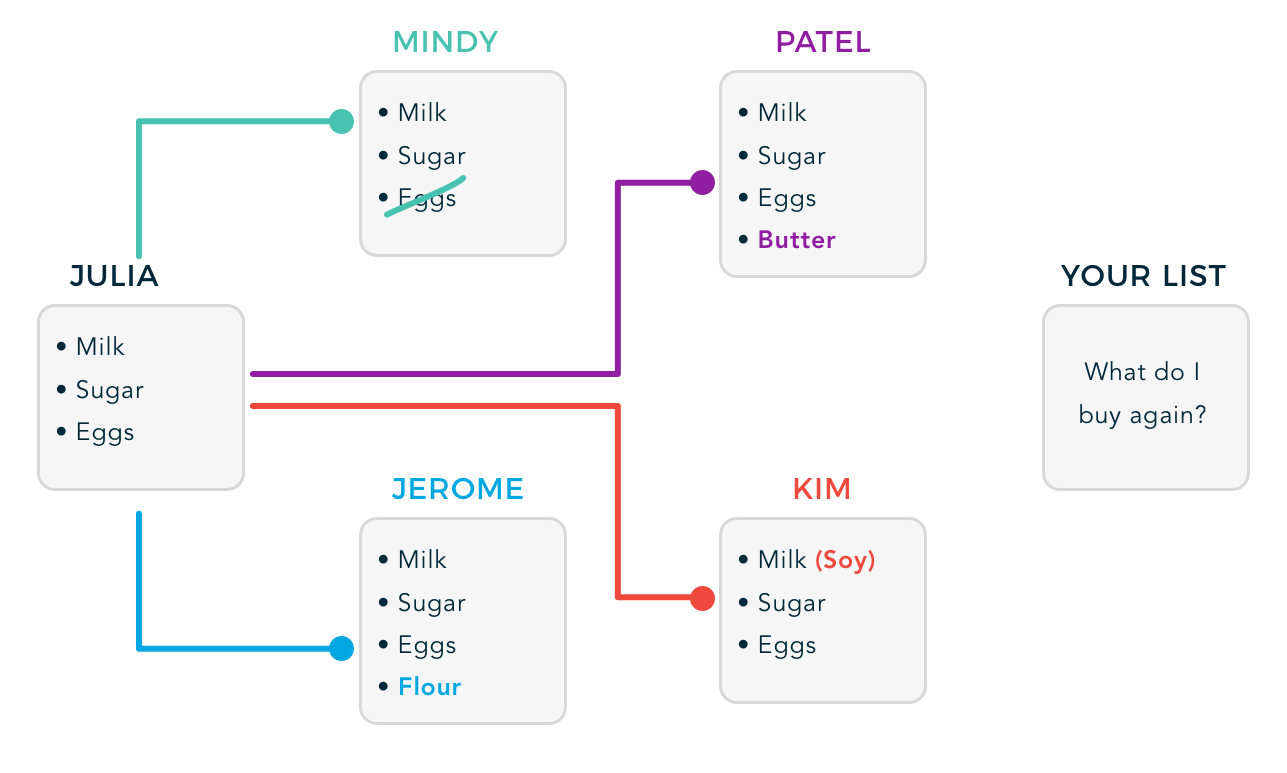 MINDY
• Milk
• Sugar
• Eggs
PATEL
• Milk
• Sugar
• Eggs
• Butter
JULIA
• Milk
• Sugar
• Eggs
YOUR LIST
What do I
buy again?
JEROME
• Milk
• Sugar
• Eggs
• Flour
KIM
• Milk (Soy)
• Sugar
• Eggs